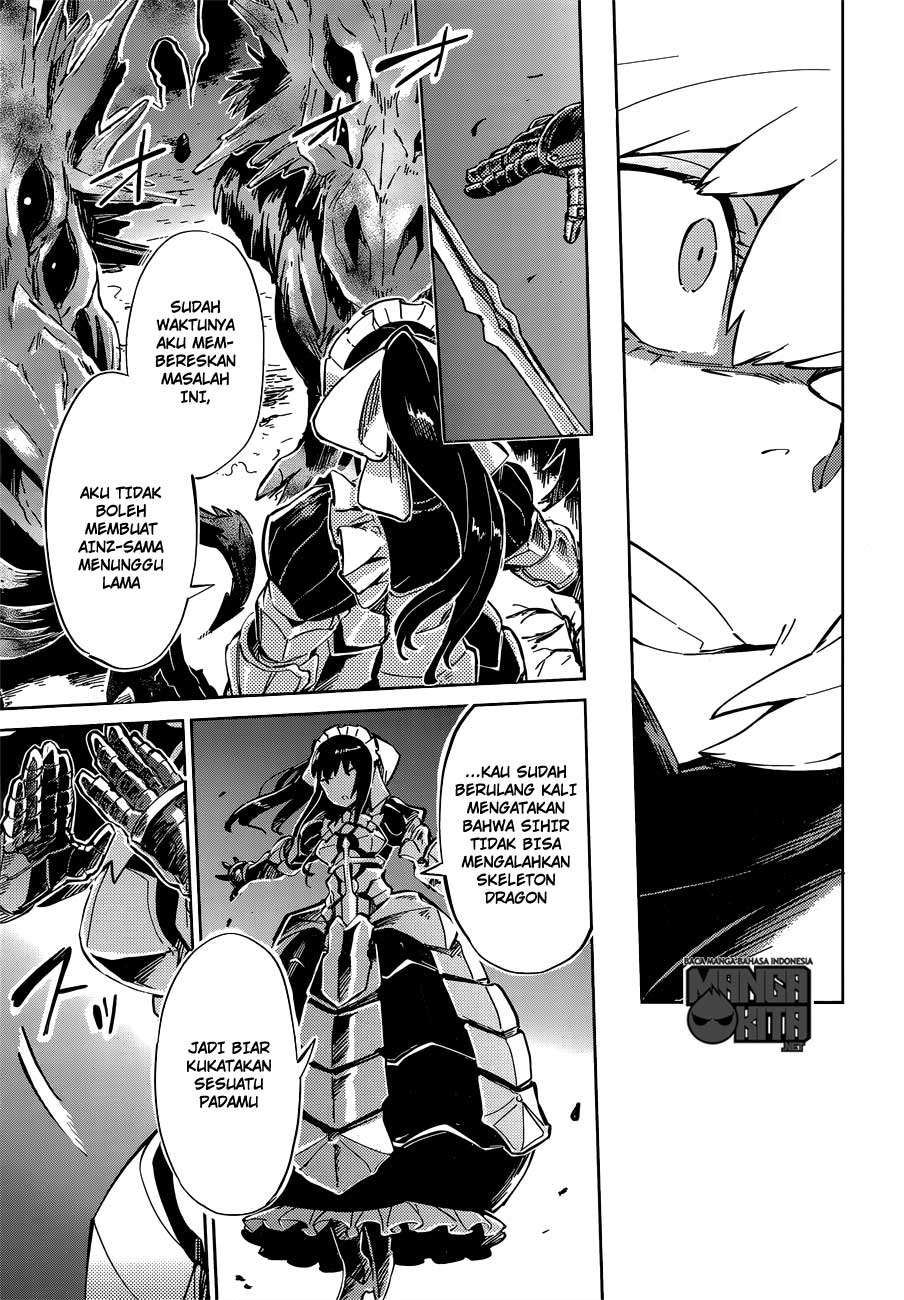 SUDAH
WAKTUNYA
AKU MEM-
BERESKAN
MASALAH
INI,
AKU TIDAK
BOLEH
MEMBUAT
AINZ-SAMA
MENUNGGU
LAMA
...KAU SUDAH
BERULANG KALI
MENGATAKAN
BAHWA SIHIR
TIDAK BISA
MENGALAHKAN
SKELETON
DRAGON
JADI BIAR
KUKATAKAN
SESUATU
PADAMU
BACA MANGA BAHASA INDONESIA
MANGA
KITA
.NET